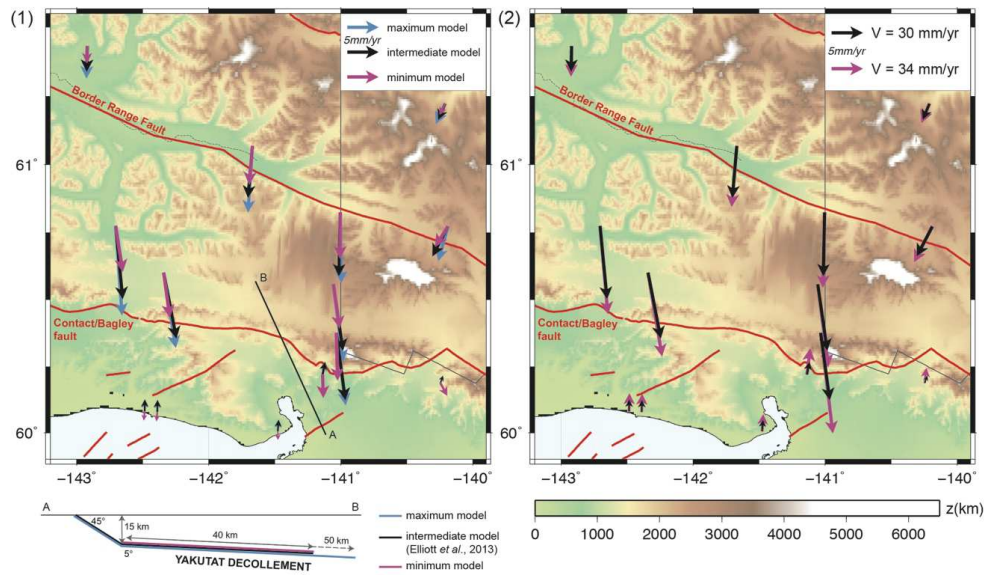 (1)
maximum model
5mm/yr
intermediate model
minimum model
Border Range Fault
61°
B
Contact/Bagley
fault
A
60°
−143 −142 −141 −140
(2)
V = 30 mm/yr
5mm/yr
V = 34 mm/yr
Border Range Fault
61°
Contact/Bagley
fault
60°
−143 −142 −141 −140
A B
45° 15 km
40 km 50 km
5°
YAKUTAT DECOLLEMENT
maximum model
intermediate model
(Elliott et al., 2013)
minimum model
z(km)
0 1000 2000 3000 4000 5000 6000